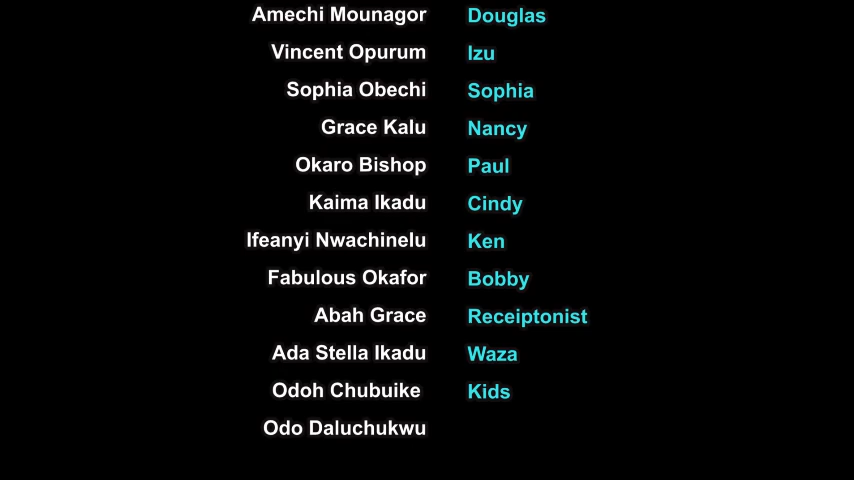 Amechi Mounagor Douglas
Vincent Opurum Izu
Sophia Obechi Sophia
Grace Kalu Nancy
Okaro Bishop Paul
Kaima Ikadu Cindy
Ifeanyi Nwachinelu Ken
Fabulous Okafor Bobby
Abah Grace Receiptonist
Ada Stella Ikadu Waza
Odoh Chubuike Kids
Odo Daluchukwu